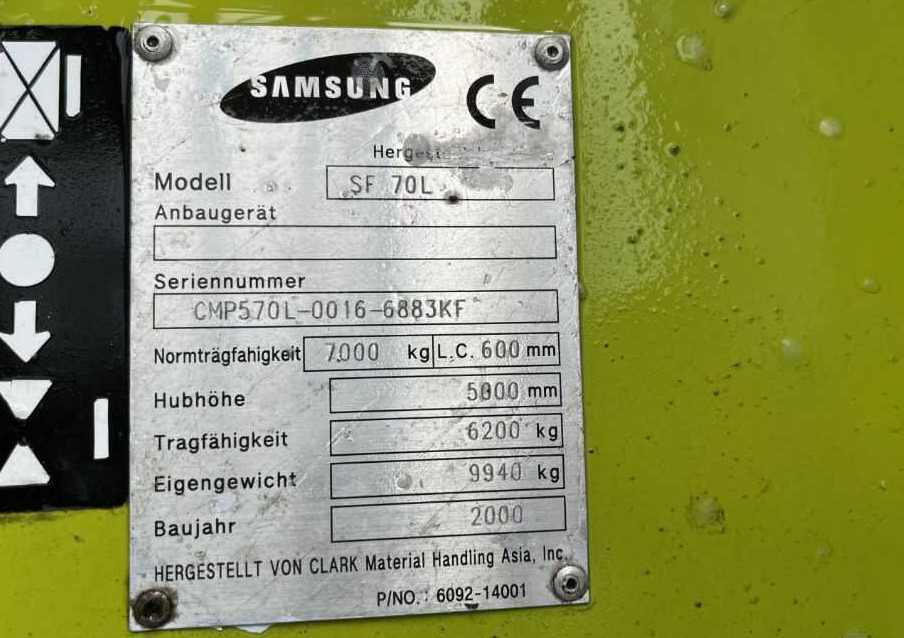 SAMSUNG CE
Modell SF 70L
Anbaugerät
Seriennummer
CMP570L-0016-6883KF
Normträgfahigkeit 7000 kg L.C. 600 mm
Hubhöhe 5000 mm
Tragfähigkeit 6200 kg
Eigengewicht 9940 kg
Baujahr 2000
HERGESTELLT VON CLARK Material Handling Asia, Inc.
P/NO. : 6092-14001